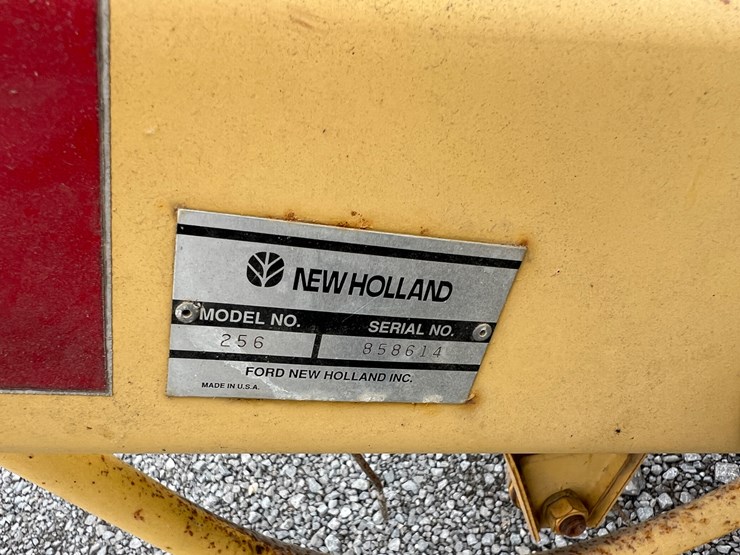 NEW HOLLAND
MODEL NO. SERIAL NO.
256 858614
FORD NEW HOLLAND INC.
MADE IN U.S.A.